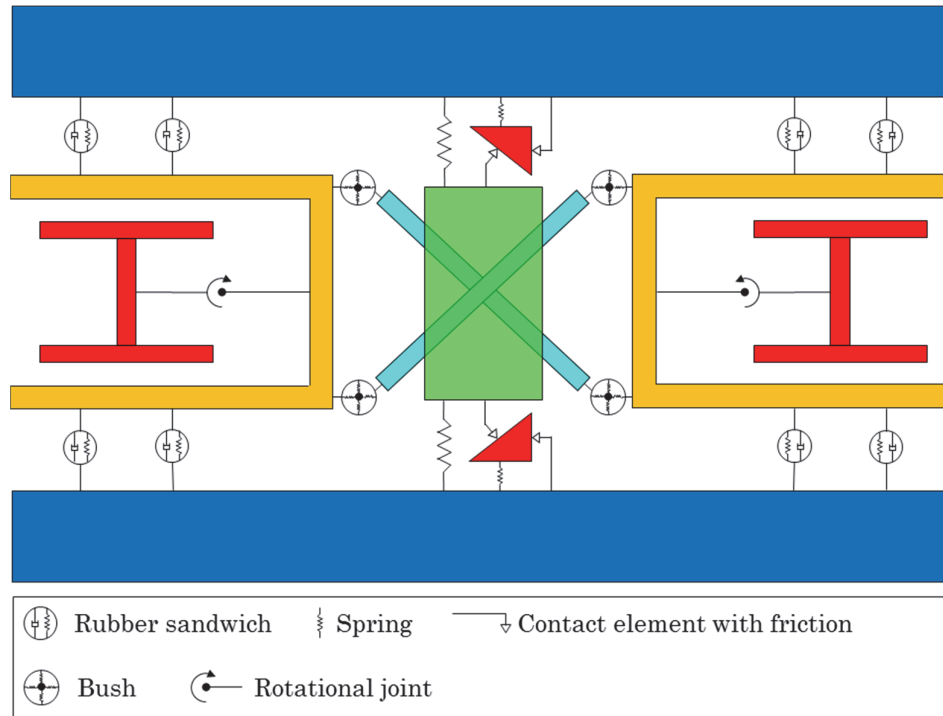 Rubber sandwich Spring Contact element with friction
Bush Rotational joint